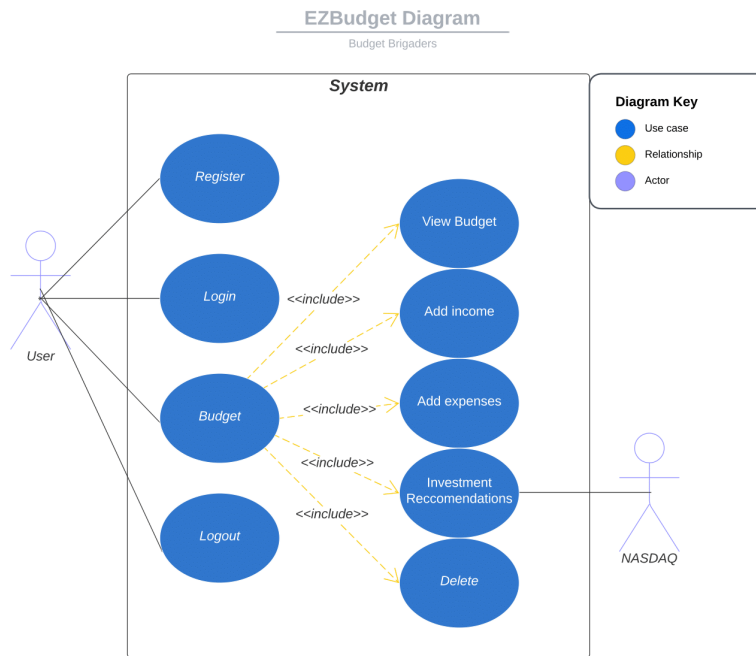 EZBudget Diagram
Budget Brigaders
System
Diagram Key
Use case
Relationship
Actor
Register
View Budget
Login
<<include>>
Add income
<<include>>
User
Budget
<<include>>
Add expenses
<<include>>
Investment
Reccomendations
<<include>>
Logout
NASDAQ
Delete